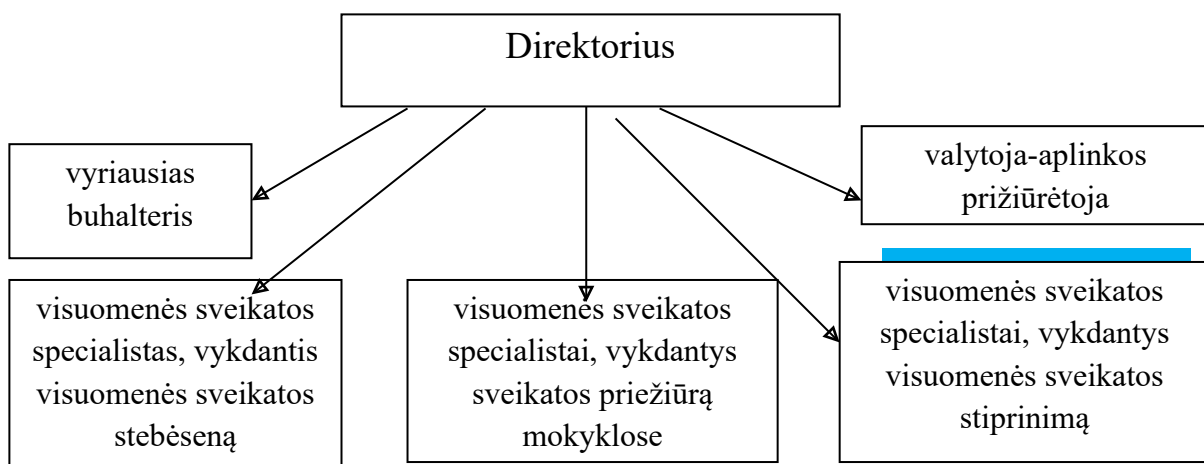 Direktorius
vyriausias
buhalteris
valytoja-aplinkos
prižiūrėtoja
visuomenės sveikatos
specialistas, vykdantis
visuomenės sveikatos
stebėseną
visuomenės sveikatos
specialistai, vykdantys
sveikatos priežiūrą
mokyklose
visuomenės sveikatos
specialistai, vykdantys
visuomenės sveikatos
stiprinimą